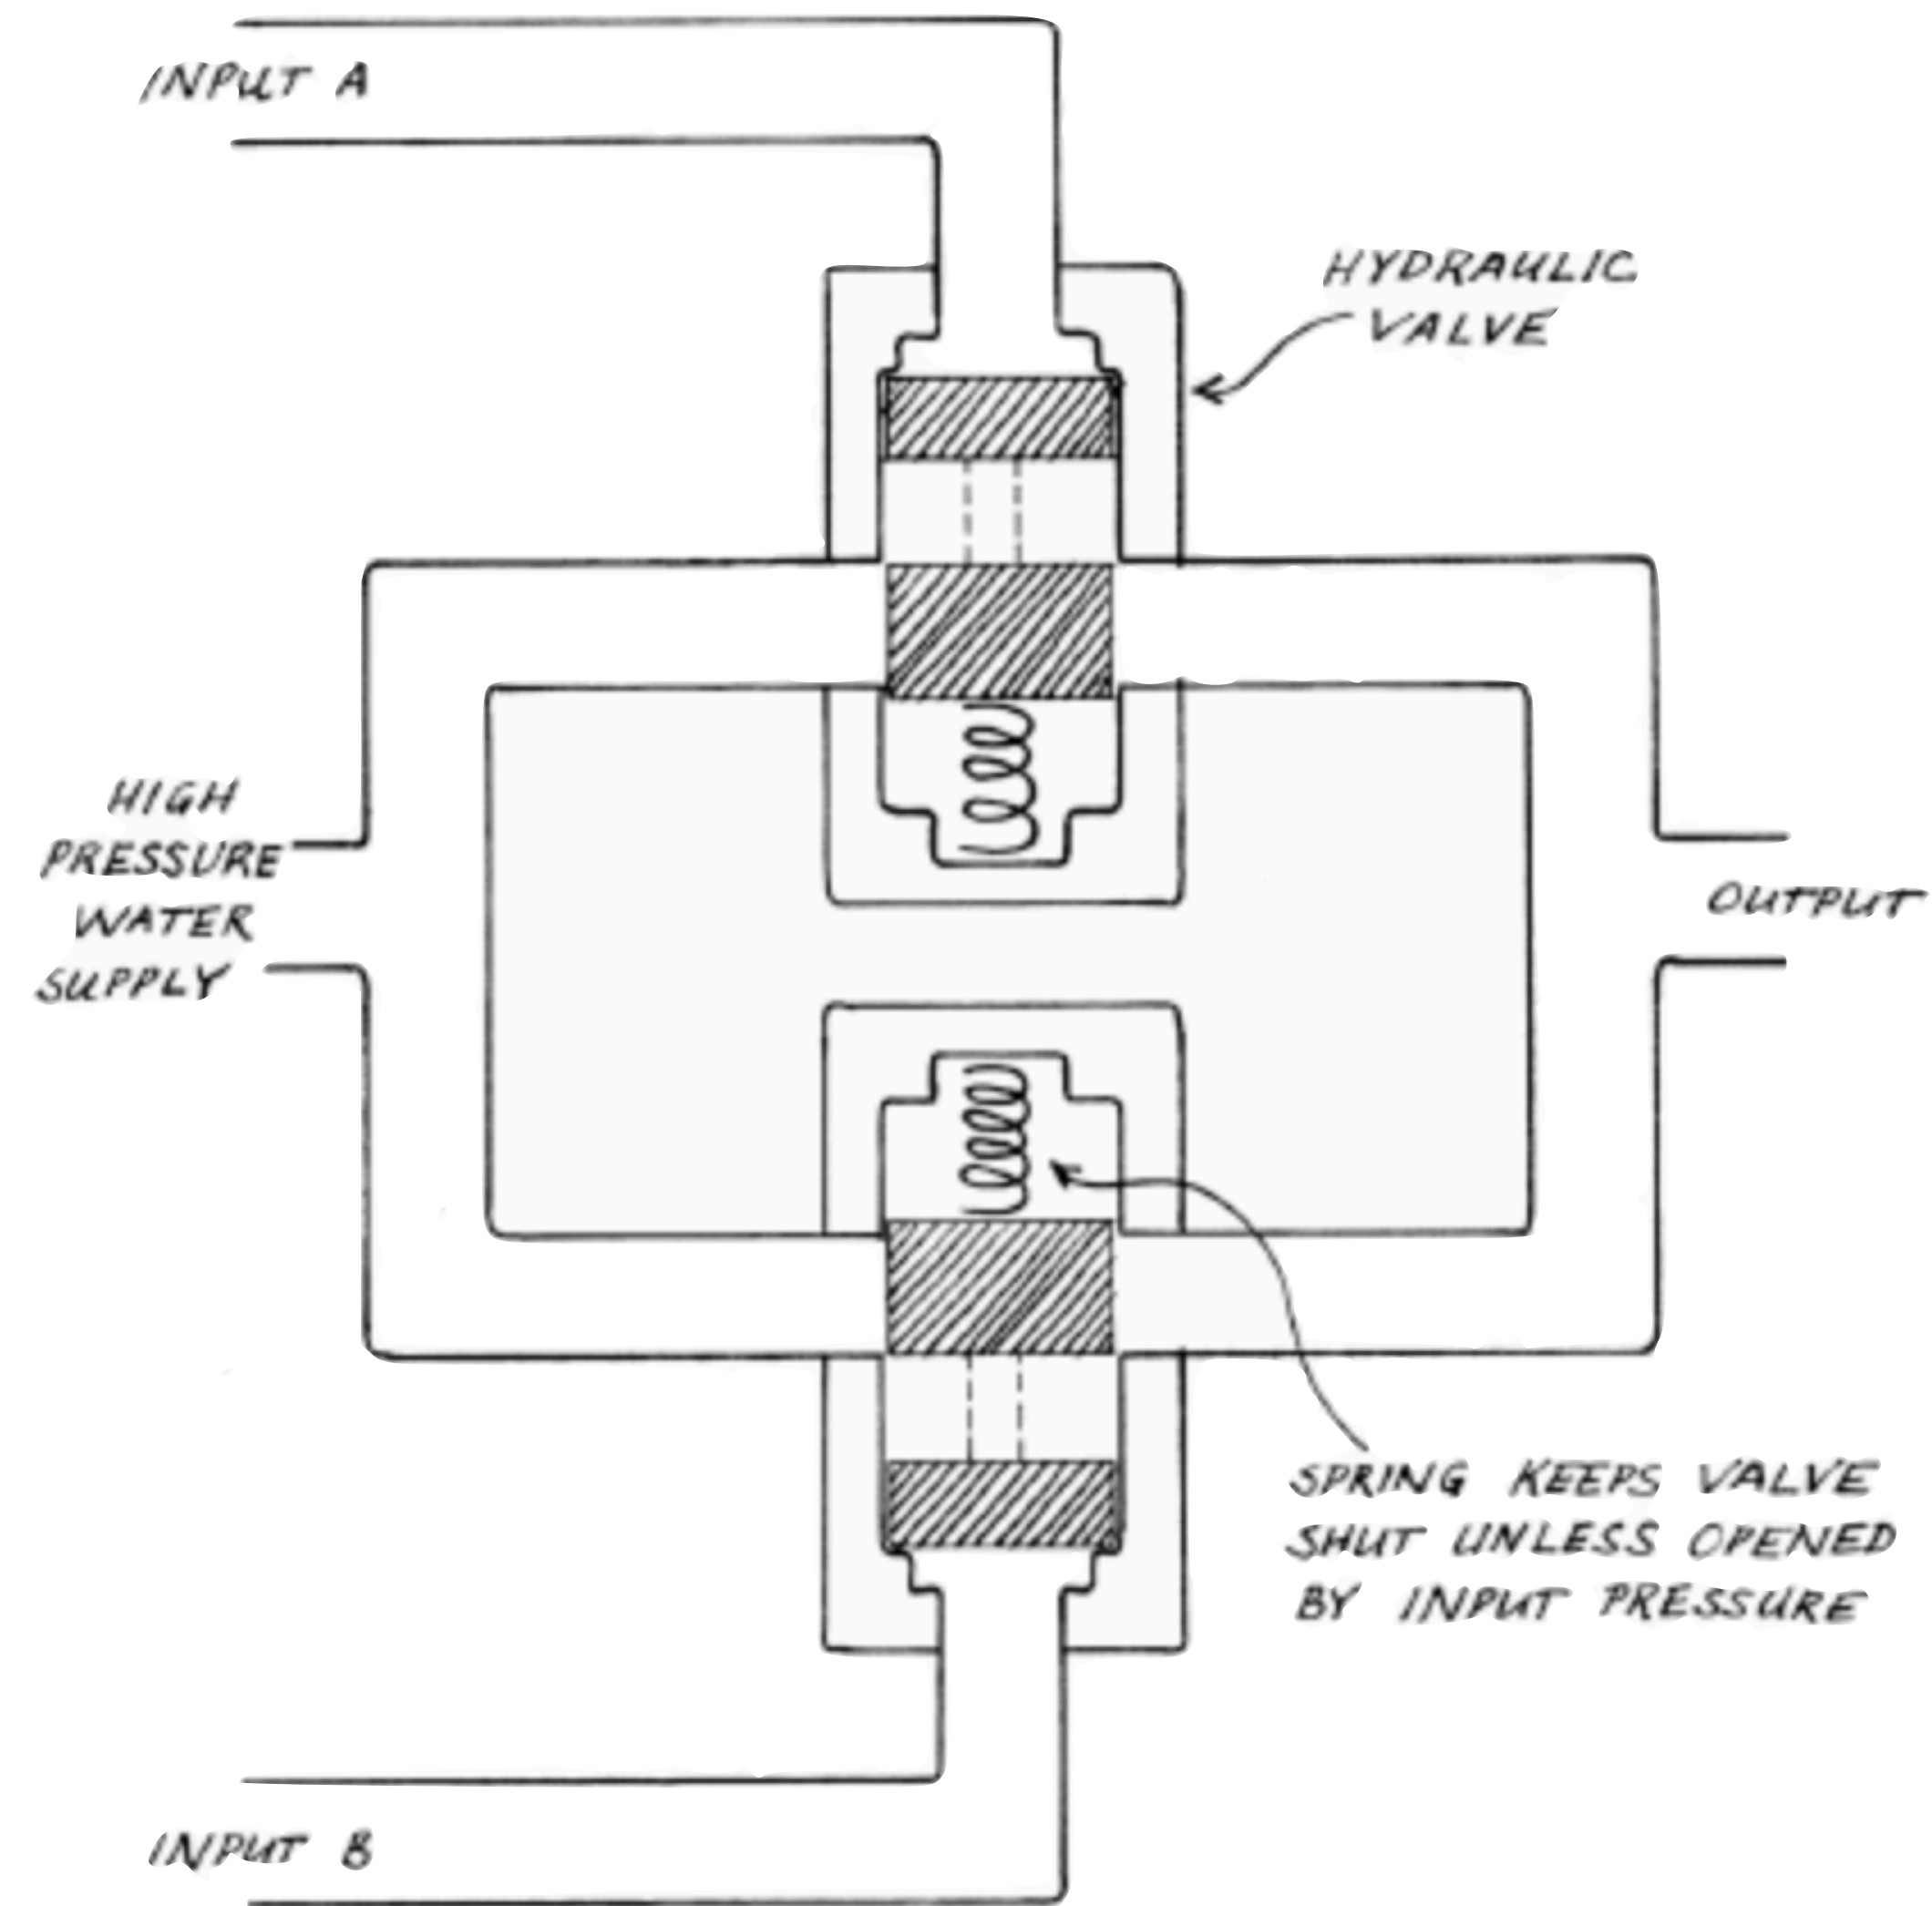 INPUT A
HYDRAULIC
VALVE
HIGH
PRESSURE
WATER
SUPPLY
OUTPUT
SPRING KEEPS VALVE
SHUT UNLESS OPENED
BY INPUT PRESSURE
INPUT B